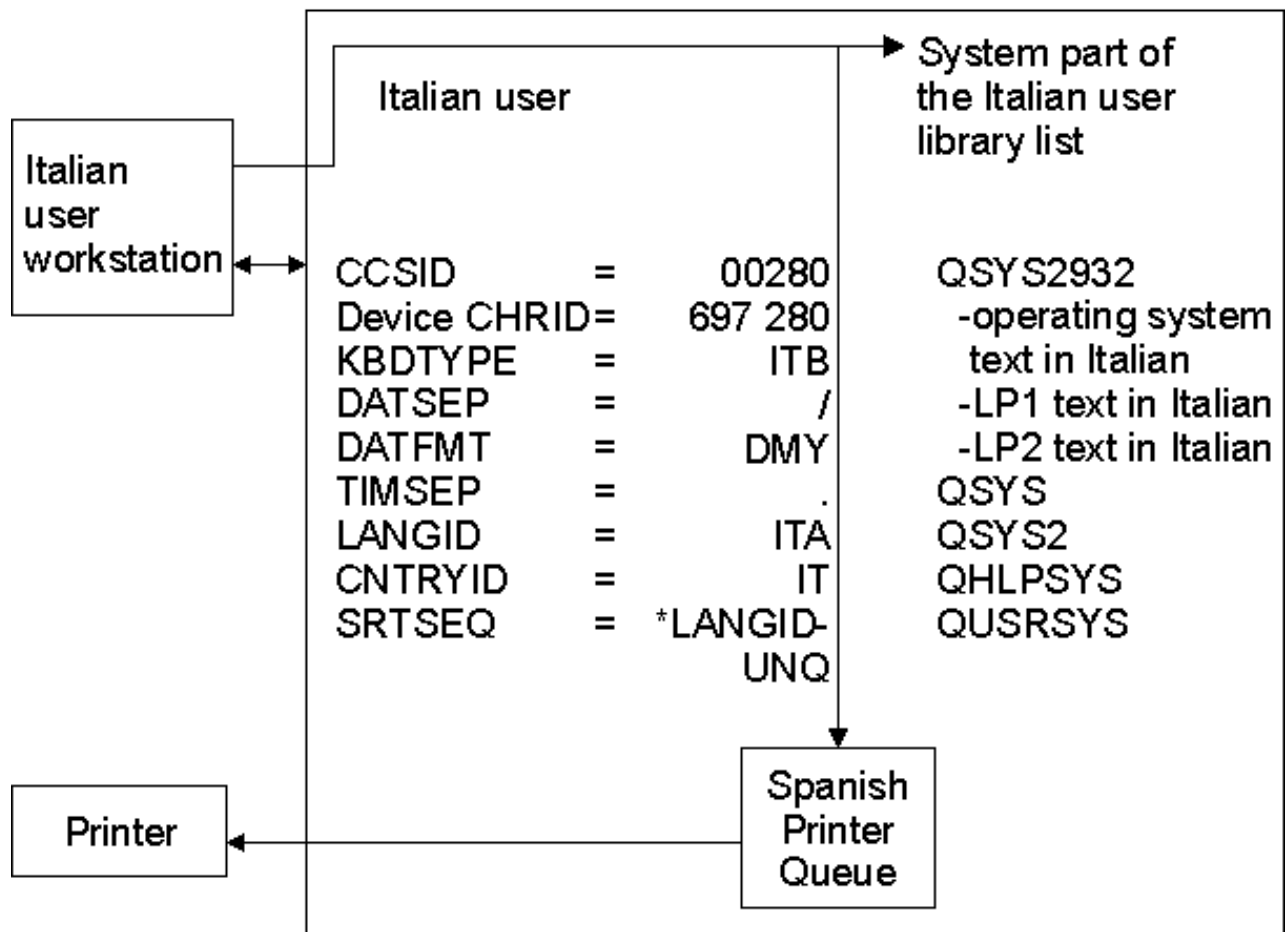 System part of
the Italian user
library list
Italian user
Italian
user
workstation
CCSID = 00280 QSYS2932
Device CHRID= 697 280 -operating system
KBDTYPE = ITB text in Italian
DATSEP = / -LP1 text in Italian
DATFMT = DMY -LP2 text in Italian
TIMSEP = . QSYS
LANGID = ITA QSYS2
CNTRYID = IT QHLPSYS
SRTSEQ = *LANGID- QUSRSYS
UNQ
Spanish
Printer
Queue
Printer